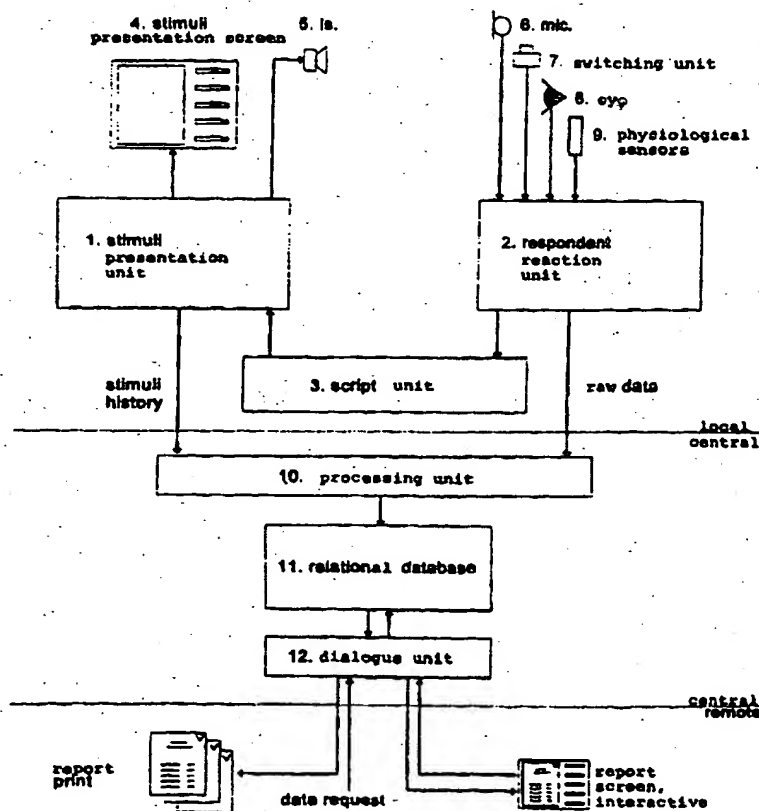 4. stimuli
presentation screen
5. ls.
6. mic.
7. switching unit
8. eye
9. physiological
sensors
1. stimuli
presentation
unit
2. respondent
reaction
unit
3. script unit
stimuli
history
raw data
local
central
10. processing unit
11. relational database
12. dialogue unit
central
remote
report
print
data request
report
screen,
interactive